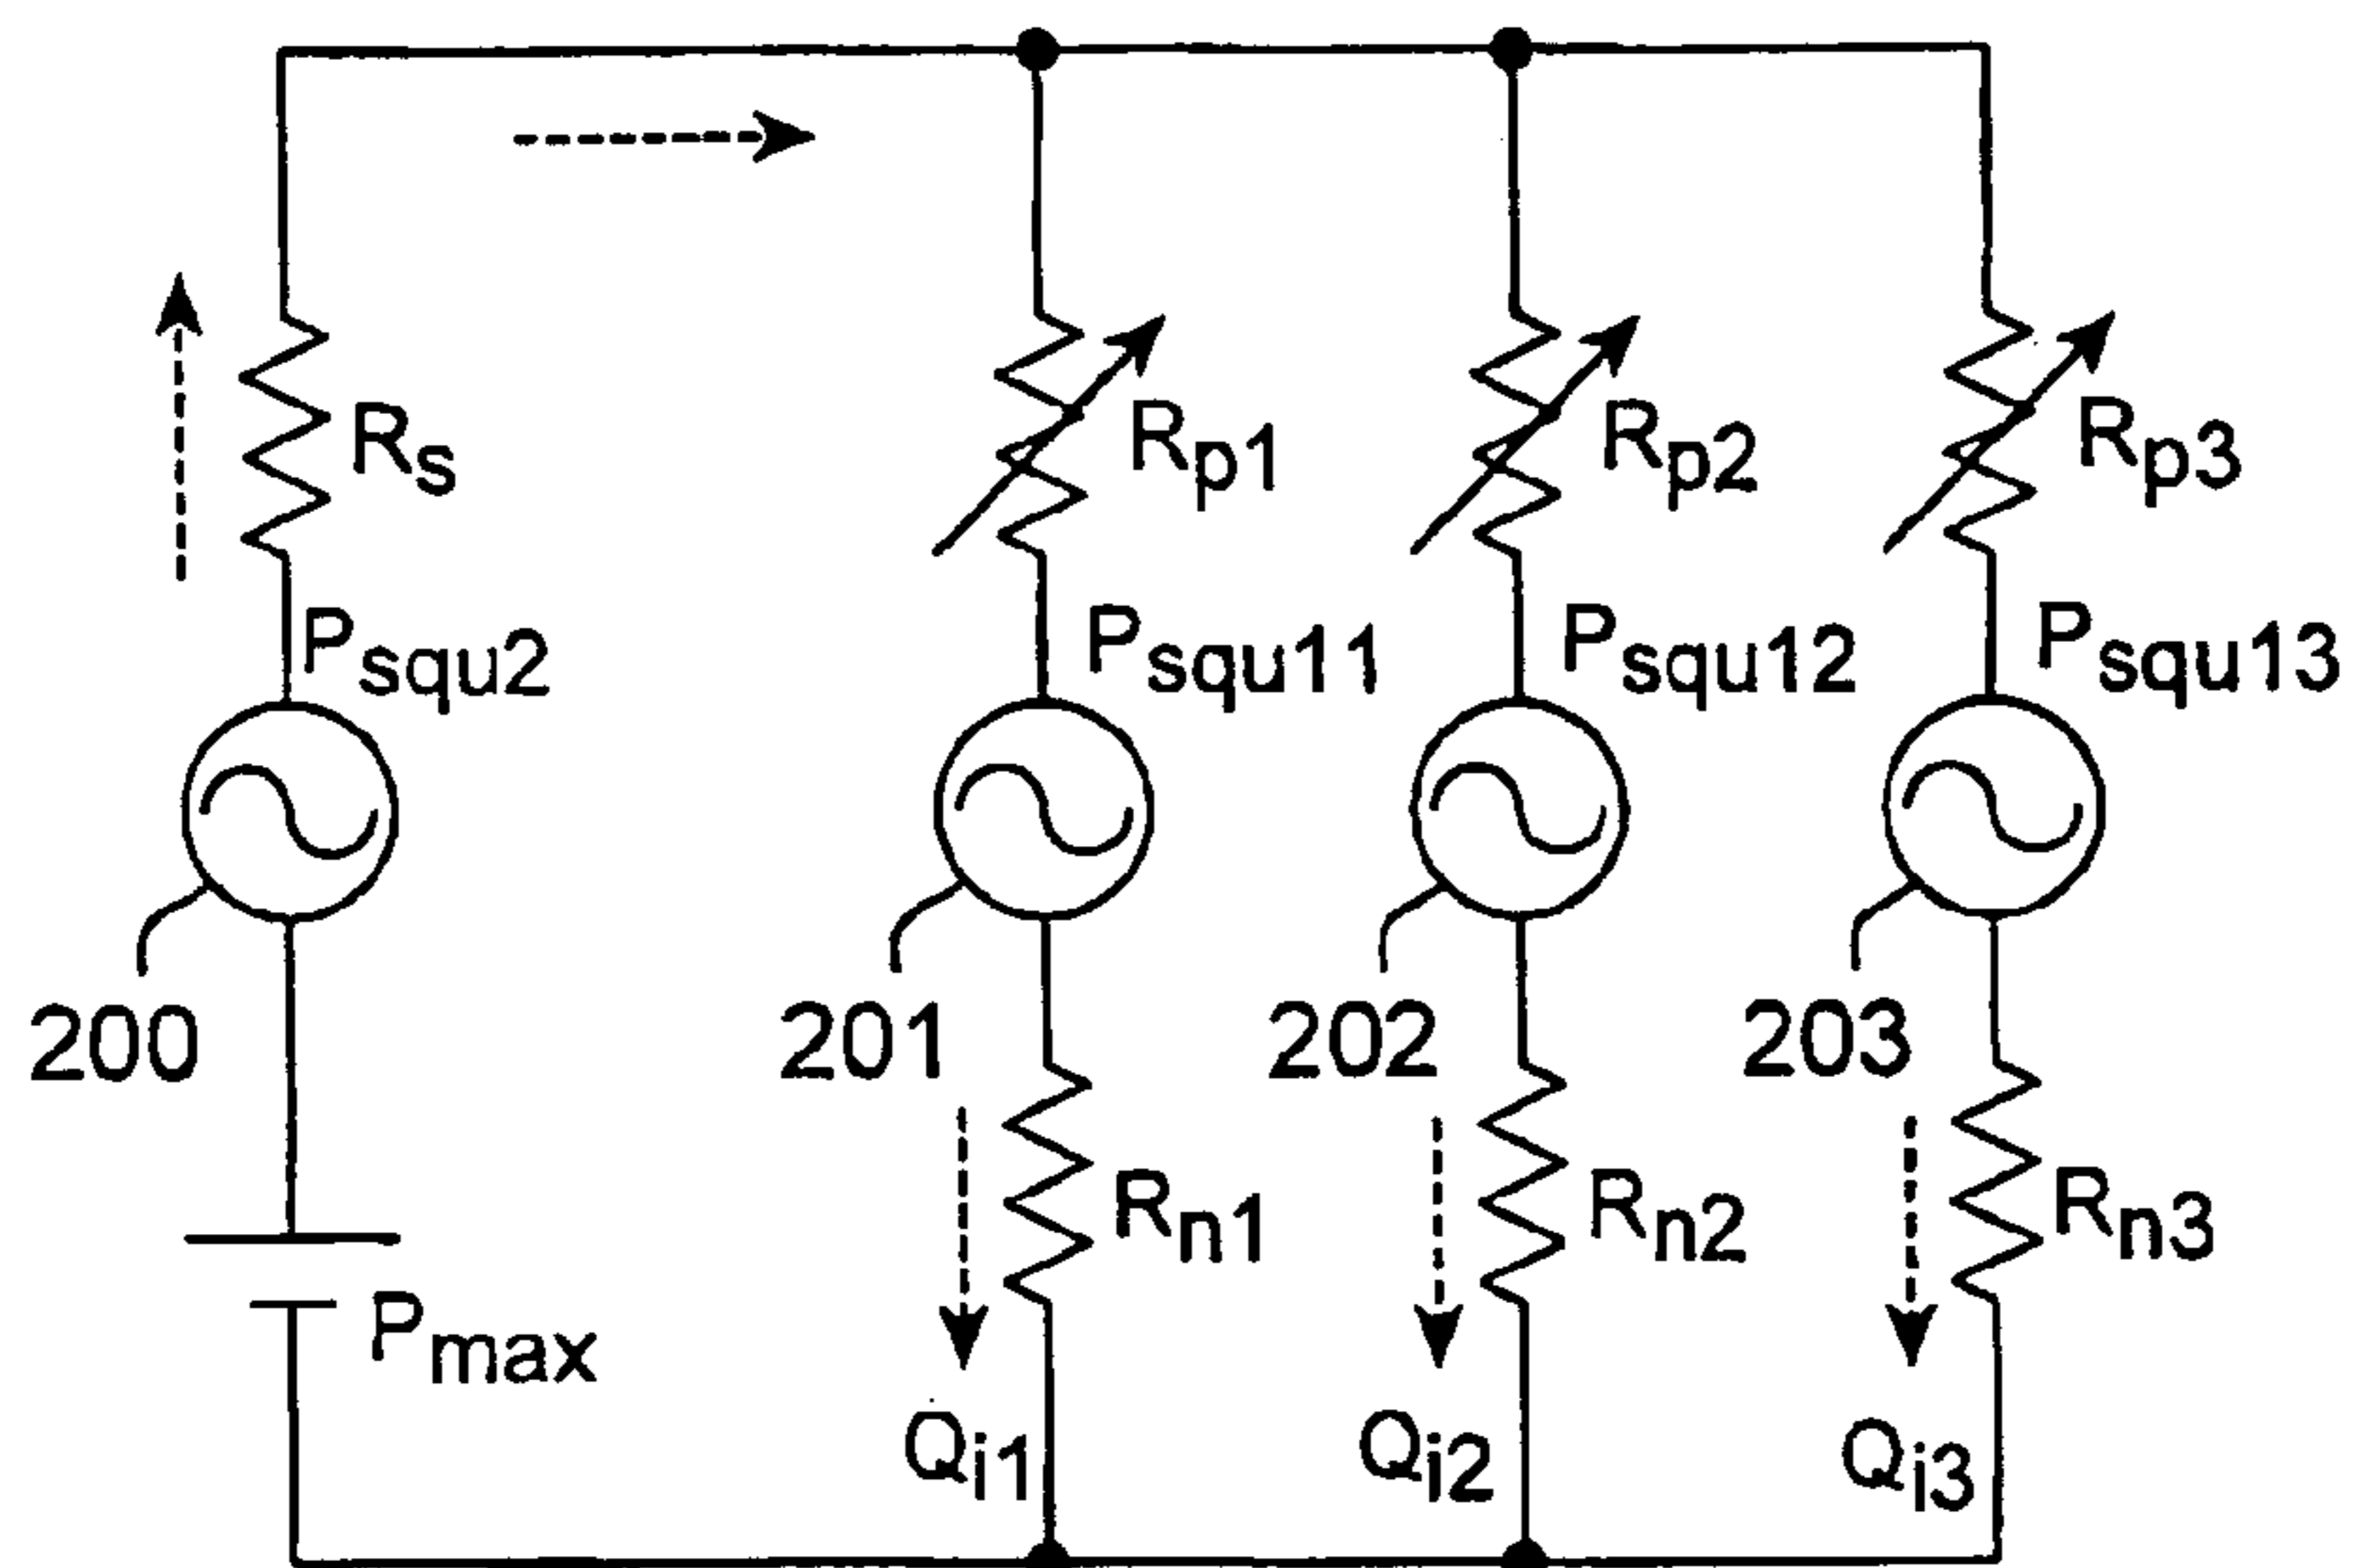 Rs
Rp1
Rp2
Rp3
Psqu2
Psqu11
Psqu12
Psqu13
200
201
202
203
Rn1
Rn2
Rn3
Pmax
Qi1
Qi2
Qi3